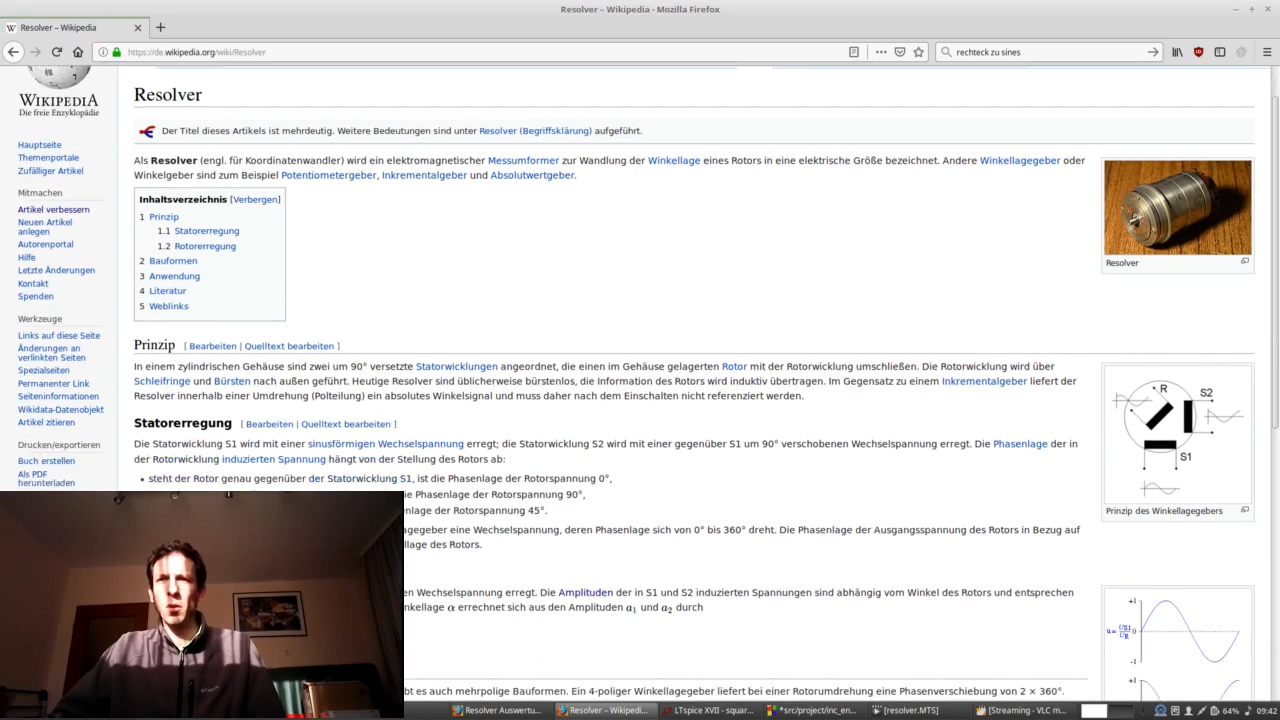 Resolver – Wikipedia - Mozilla Firefox
Resolver – Wikipedia
https://de.wikipedia.org/wiki/Resolver
rechteck zu sines
WIKIPEDIA
Die freie Enzyklopädie
Hauptseite
Themenportale
Zufälliger Artikel
Mitmachen
Artikel verbessern
Neuen Artikel
anlegen
Autorenportal
Hilfe
Letzte Änderungen
Kontakt
Spenden
Werkzeuge
Links auf diese Seite
Änderungen an
verlinkten Seiten
Spezialseiten
Permanenter Link
Seiteninformationen
Wikidata-Datenobjekt
Artikel zitieren
Drucken/exportieren
Buch erstellen
Als PDF
herunterladen
Resolver
Der Titel dieses Artikels ist mehrdeutig. Weitere Bedeutungen sind unter Resolver (Begriffsklärung) aufgeführt.
Als Resolver (engl. für Koordinatenwandler) wird ein elektromagnetischer Messumformer zur Wandlung der Winkellage eines Rotors in eine elektrische Größe bezeichnet. Andere Winkellagegeber oder
Winkelgeber sind zum Beispiel Potentiometergeber, Inkrementalgeber und Absolutwertgeber.
Inhaltsverzeichnis [Verbergen]
1 Prinzip
1.1 Statorerregung
1.2 Rotorerregung
2 Bauformen
3 Anwendung
4 Literatur
5 Weblinks
Resolver
Prinzip [ Bearbeiten | Quelltext bearbeiten ]
In einem zylindrischen Gehäuse sind zwei um 90° versetzte Statorwicklungen angeordnet, die einen im Gehäuse gelagerten Rotor mit der Rotorwicklung umschließen. Die Rotorwicklung wird über
Schleifringe und Bürsten nach außen geführt. Heutige Resolver sind üblicherweise bürstenlos, die Information des Rotors wird induktiv übertragen. Im Gegensatz zu einem Inkrementalgeber liefert der
Resolver innerhalb einer Umdrehung (Polteilung) ein absolutes Winkelsignal und muss daher nach dem Einschalten nicht referenziert werden.
Statorerregung [ Bearbeiten | Quelltext bearbeiten ]
Die Statorwicklung S1 wird mit einer sinusförmigen Wechselspannung erregt; die Statorwicklung S2 wird mit einer gegenüber S1 um 90° verschobenen Wechselspannung erregt. Die Phasenlage der in
der Rotorwicklung induzierten Spannung hängt von der Stellung des Rotors ab:
• steht der Rotor genau gegenüber der Statorwicklung S1, ist die Phasenlage der Rotorspannung 0°,
ie Phasenlage der Rotorspannung 90°,
enlage der Rotorspannung 45°.
agegeber eine Wechselspannung, deren Phasenlage sich von 0° bis 360° dreht. Die Phasenlage der Ausgangsspannung des Rotors in Bezug auf
llage des Rotors.
en Wechselspannung erregt. Die Amplituden der in S1 und S2 induzierten Spannungen sind abhängig vom Winkel des Rotors und entsprechen
nkellage α errechnet sich aus den Amplituden a1 und a2 durch
bt es auch mehrpolige Bauformen. Ein 4-poliger Winkellagegeber liefert bei einer Rotorumdrehung eine Phasenverschiebung von 2 × 360°.
R
S2
S1
Prinzip des Winkellagegebers
+1
ü= US1/UR 0
-1
+1
Resolver Auswertu...
Resolver – Wikipedi...
LTspice XVII - squar...
*src/project/inc_en...
[resolver.MTS]
[Streaming - VLC m...
64%
09:42